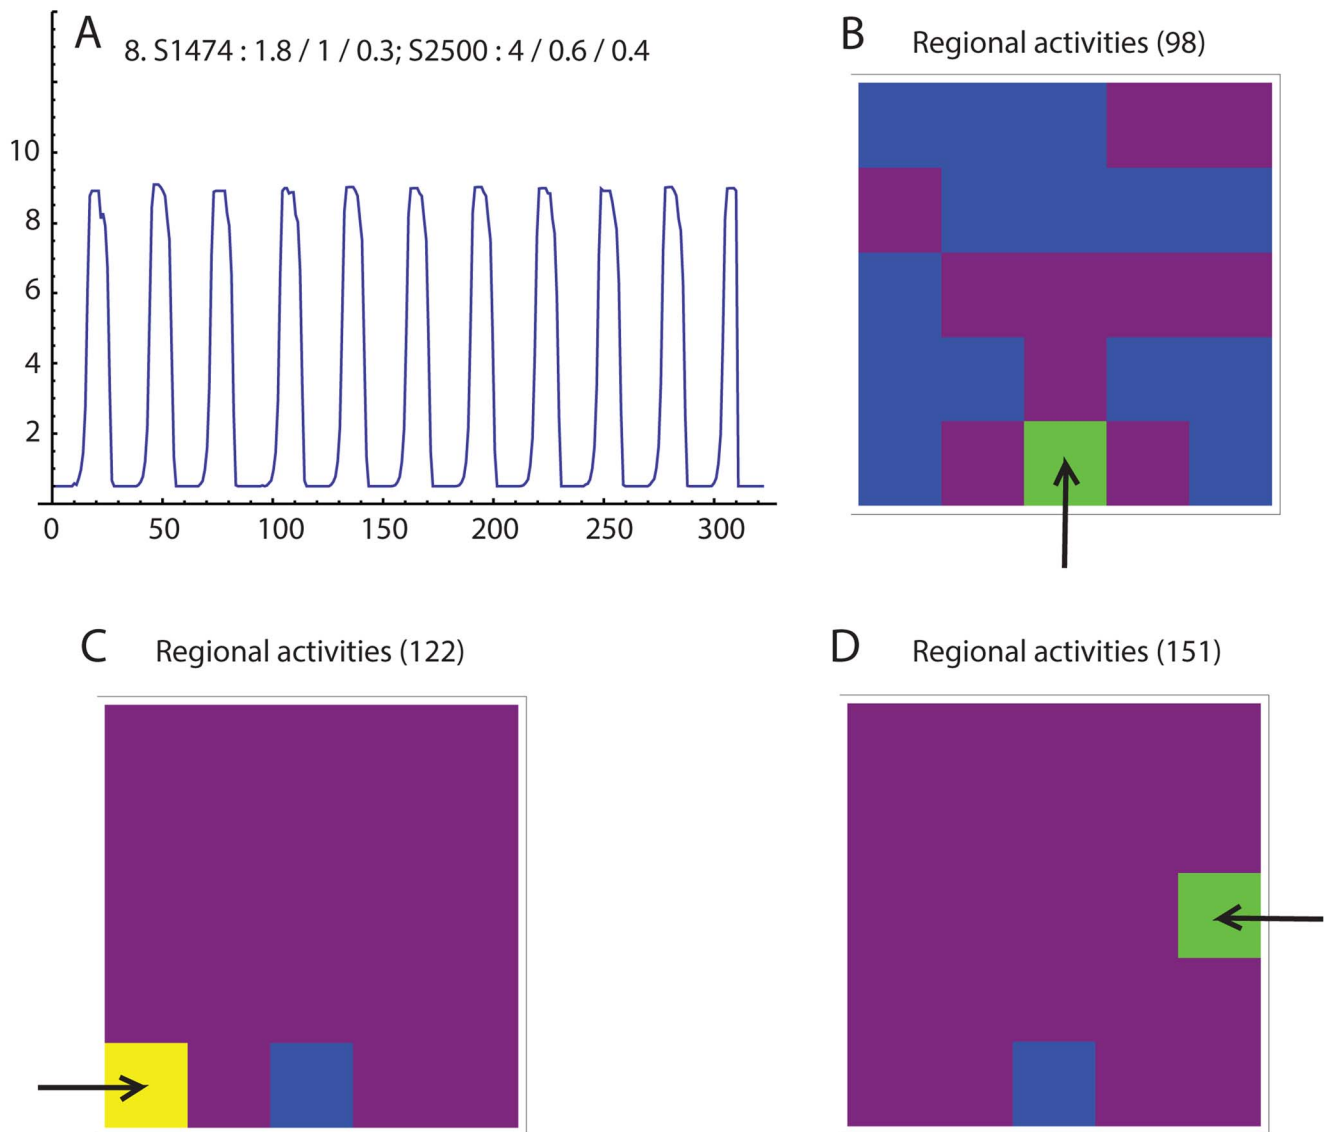 A
8. S1474 : 1.8 / 1 / 0.3; S2500 : 4 / 0.6 / 0.4
10
8
6
4
2
0 50 100 150 200 250 300
B
Regional activities (98)
C
Regional activities (122)
D
Regional activities (151)